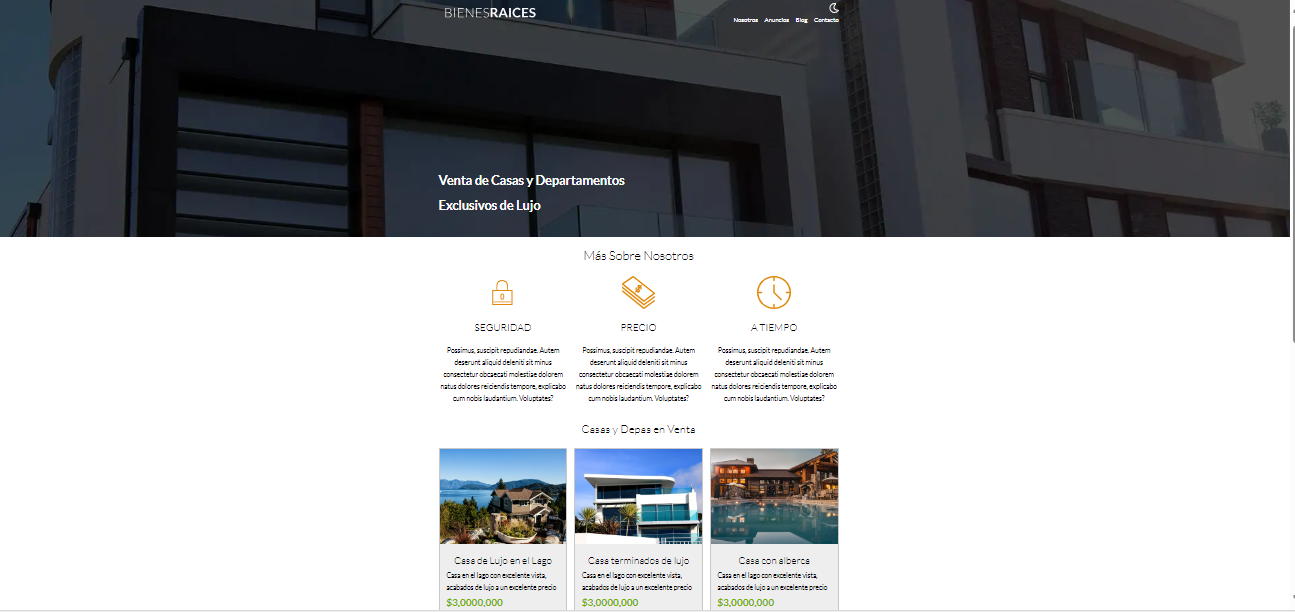 BIENESRAICES
Nosotros Anuncios Blog Contacto
Venta de Casas y Departamentos
Exclusivos de Lujo
Más Sobre Nosotros
SEGURIDAD
Possimus, suscipit repudiandae. Autem
deserunt aliquid deleniti sit minus
consectetur obcaecati molestiae dolorem
natus dolores reiciendis tempore, explicabo
cum nobis laudantium. Voluptates?
PRECIO
Possimus, suscipit repudiandae. Autem
deserunt aliquid deleniti sit minus
consectetur obcaecati molestiae dolorem
natus dolores reiciendis tempore, explicabo
cum nobis laudantium. Voluptates?
A TIEMPO
Possimus, suscipit repudiandae. Autem
deserunt aliquid deleniti sit minus
consectetur obcaecati molestiae dolorem
natus dolores reiciendis tempore, explicabo
cum nobis laudantium. Voluptates?
Casas y Depas en Venta
Casa de Lujo en el Lago
Casa en el lago con excelente vista,
acabados de lujo a un excelente precio
$3,0000,000
Casa terminados de lujo
Casa en el lago con excelente vista,
acabados de lujo a un excelente precio
$3,0000,000
Casa con alberca
Casa en el lago con excelente vista,
acabados de lujo a un excelente precio
$3,0000,000